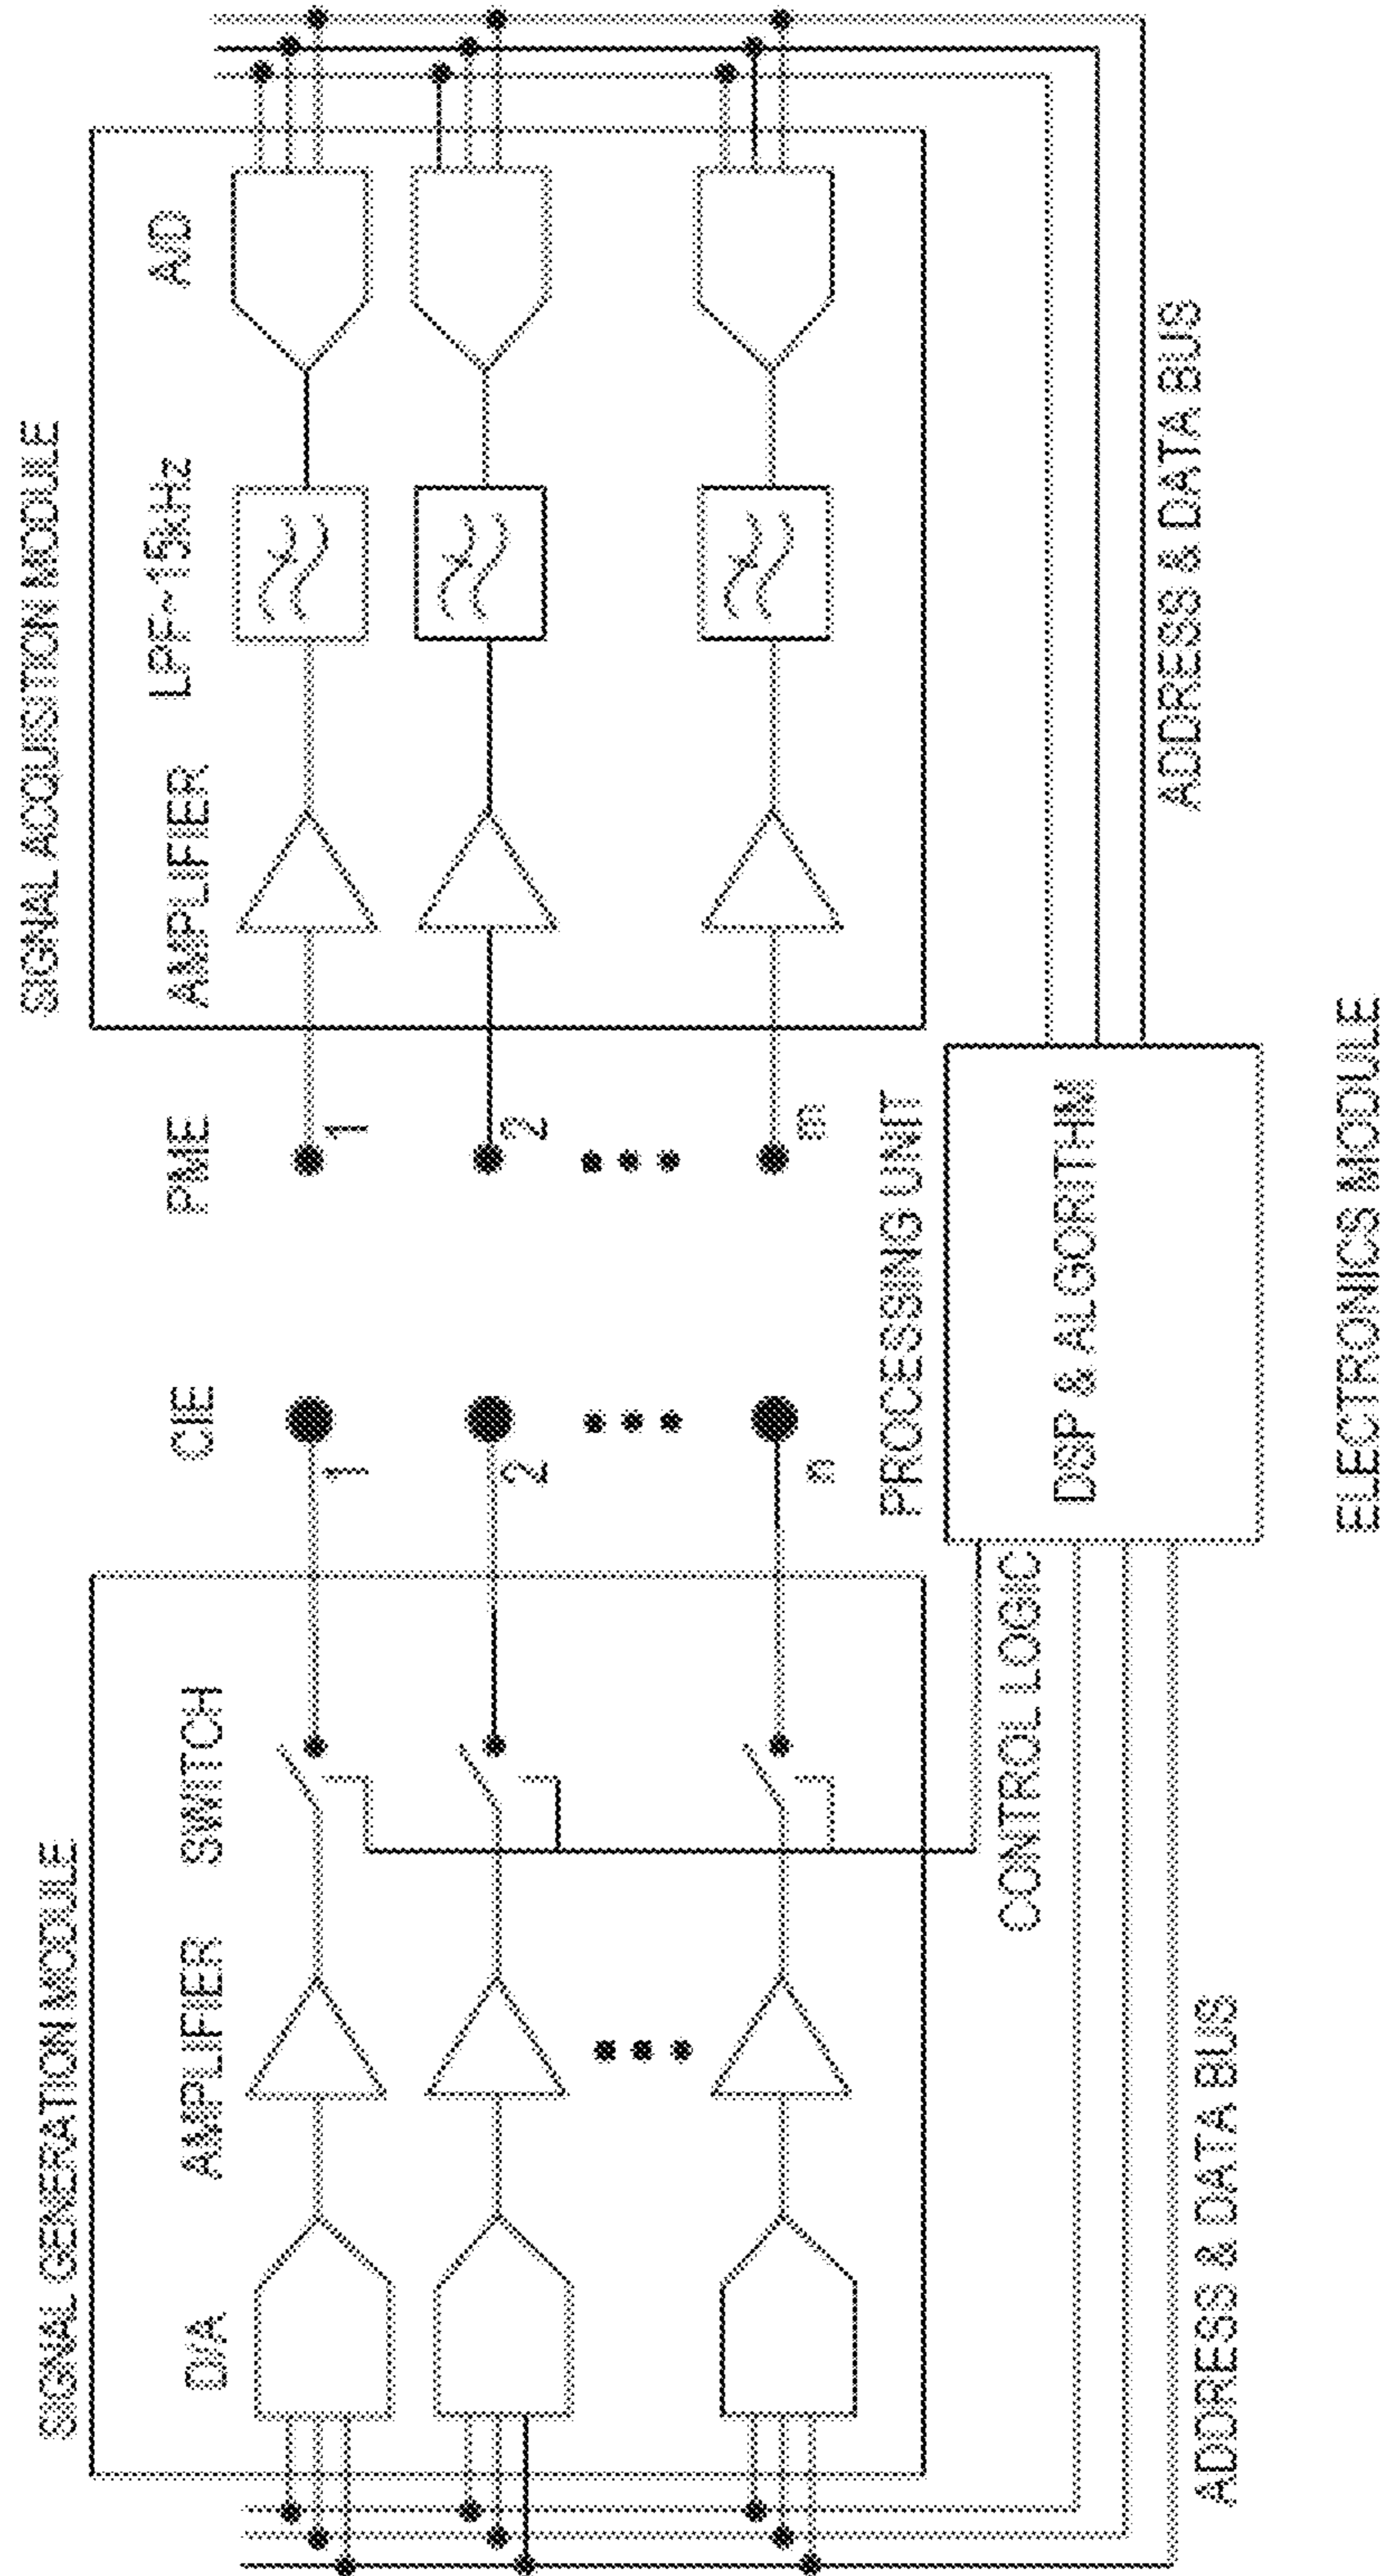 SIGNAL GENERATION MODULE
D/A
AMPLIFIER
SWITCH
CIE
1
2
n
PME
1
2
m
SIGNAL ACQUISITION MODULE
AMPLIFIER
LPF~15kHz
A/D
PROCESSING UNIT
DSP & ALGORITHM
CONTROL LOGIC
ADDRESS & DATA BUS
ADDRESS & DATA BUS
ELECTRONICS MODULE